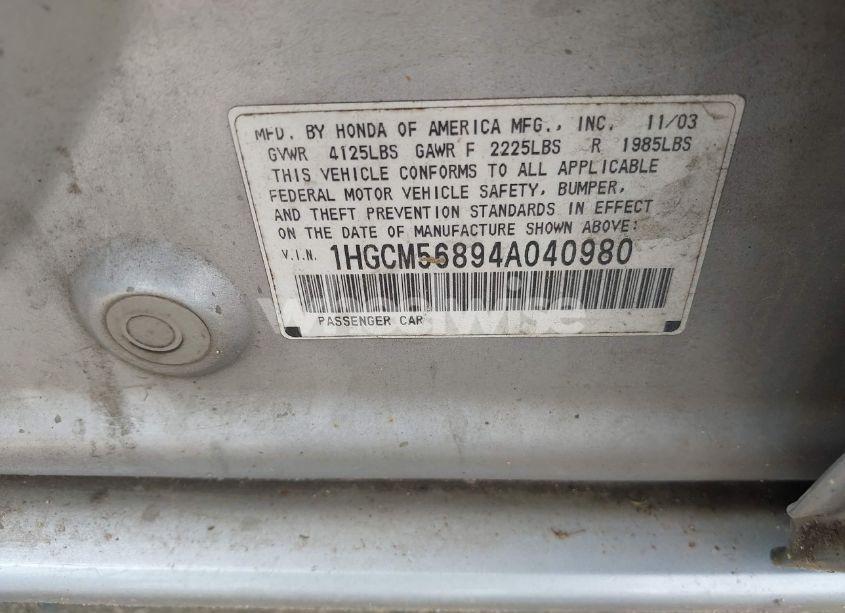 MFD. BY HONDA OF AMERICA MFG., INC. 11/03
GVWR 4125LBS GAWR F 2225LBS R 1985LBS
THIS VEHICLE CONFORMS TO ALL APPLICABLE
FEDERAL MOTOR VEHICLE SAFETY, BUMPER,
AND THEFT PREVENTION STANDARDS IN EFFECT
ON THE DATE OF MANUFACTURE SHOWN ABOVE:
V.I.N. 1HGCM56894A040980
PASSENGER CAR